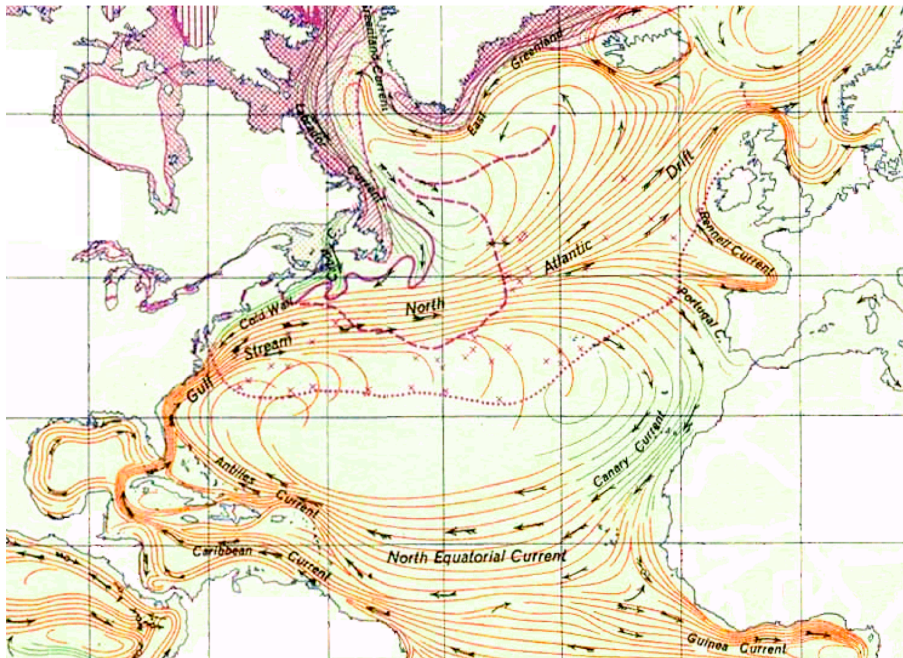 Greenland Current
East Greenland
Labrador Current
Drift
Rennell Current
Atlantic
North
Cold Wall
Gulf Stream
Portugal C.
Canary Current
Antilles Current
North Equatorial Current
Caribbean Current
Guinea Current